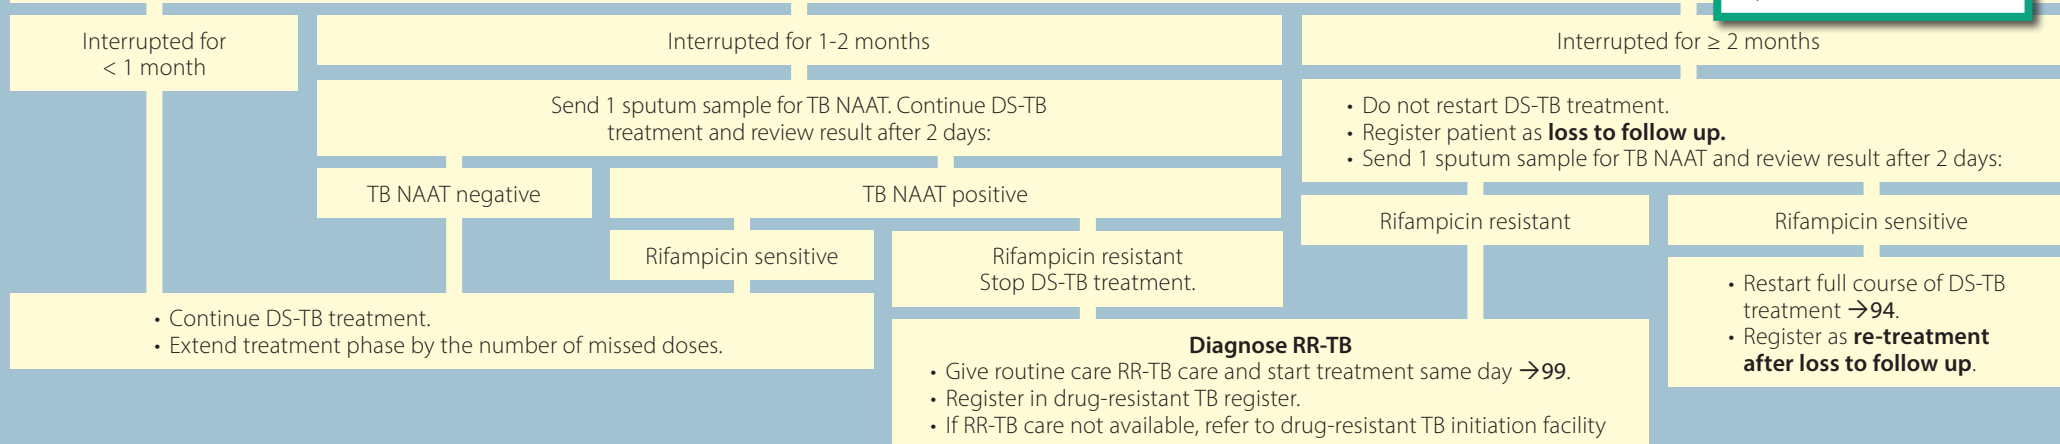 Interrupted for
< 1 month
Interrupted for 1-2 months
Interrupted for ≥ 2 months
Send 1 sputum sample for TB NAAT. Continue DS-TB
treatment and review result after 2 days:
• Do not restart DS-TB treatment.
• Register patient as loss to follow up.
• Send 1 sputum sample for TB NAAT and review result after 2 days:
TB NAAT negative
TB NAAT positive
Rifampicin resistant
Rifampicin sensitive
Rifampicin sensitive
Rifampicin resistant
Stop DS-TB treatment.
• Continue DS-TB treatment.
• Extend treatment phase by the number of missed doses.
Diagnose RR-TB
• Give routine care RR-TB care and start treatment same day →99.
• Register in drug-resistant TB register.
• If RR-TB care not available, refer to drug-resistant TB initiation facility
• Restart full course of DS-TB
treatment →94.
• Register as re-treatment
after loss to follow up.